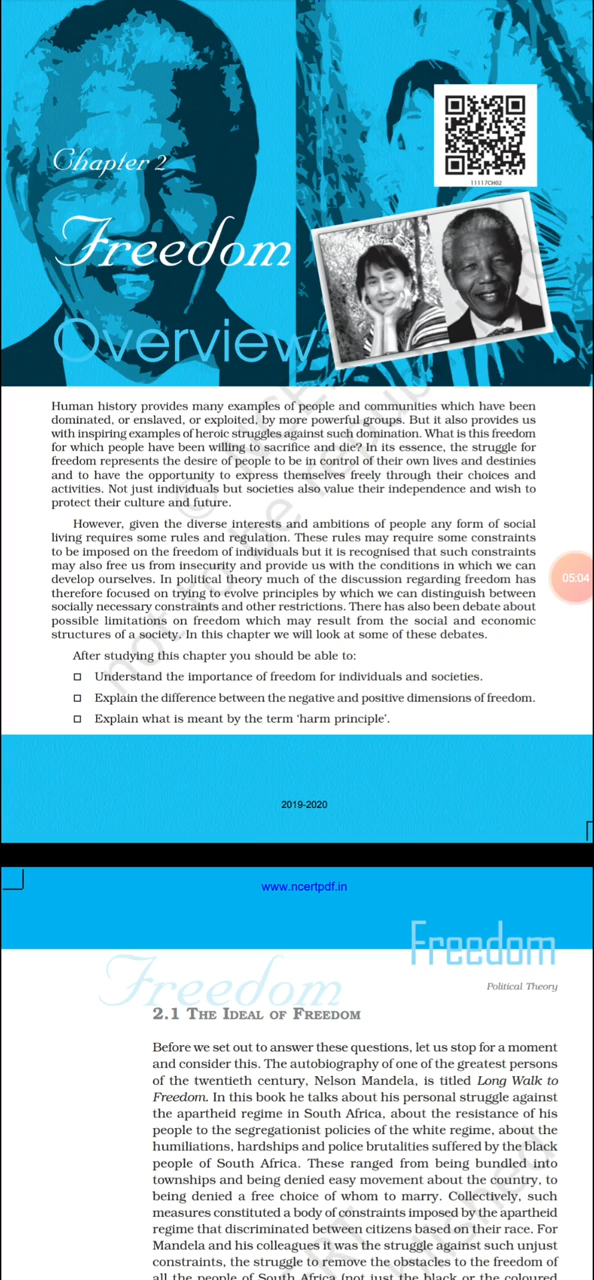 Chapter 2
11117CH02
Freedom
Overview
Human history provides many examples of people and communities which have been
dominated, or enslaved, or exploited, by more powerful groups. But it also provides us
with inspiring examples of heroic struggles against such domination. What is this freedom
for which people have been willing to sacrifice and die? In its essence, the struggle for
freedom represents the desire of people to be in control of their own lives and destinies
and to have the opportunity to express themselves freely through their choices and
activities. Not just individuals but societies also value their independence and wish to
protect their culture and future.
However, given the diverse interests and ambitions of people any form of social
living requires some rules and regulation. These rules may require some constraints
to be imposed on the freedom of individuals but it is recognised that such constraints
may also free us from insecurity and provide us with the conditions in which we can
develop ourselves. In political theory much of the discussion regarding freedom has
therefore focused on trying to evolve principles by which we can distinguish between
socially necessary constraints and other restrictions. There has also been debate about
possible limitations on freedom which may result from the social and economic
structures of a society. In this chapter we will look at some of these debates.
05:04
After studying this chapter you should be able to:
Understand the importance of freedom for individuals and societies.
Explain the difference between the negative and positive dimensions of freedom.
Explain what is meant by the term ‘harm principle’.
2019-2020
www.ncertpdf.in
Freedom
Freedom
Political Theory
2.1 The Ideal of Freedom
Before we set out to answer these questions, let us stop for a moment
and consider this. The autobiography of one of the greatest persons
of the twentieth century, Nelson Mandela, is titled Long Walk to
Freedom. In this book he talks about his personal struggle against
the apartheid regime in South Africa, about the resistance of his
people to the segregationist policies of the white regime, about the
humiliations, hardships and police brutalities suffered by the black
people of South Africa. These ranged from being bundled into
townships and being denied easy movement about the country, to
being denied a free choice of whom to marry. Collectively, such
measures constituted a body of constraints imposed by the apartheid
regime that discriminated between citizens based on their race. For
Mandela and his colleagues it was the struggle against such unjust
constraints, the struggle to remove the obstacles to the freedom of
all the people of South Africa (not just the black or the coloured